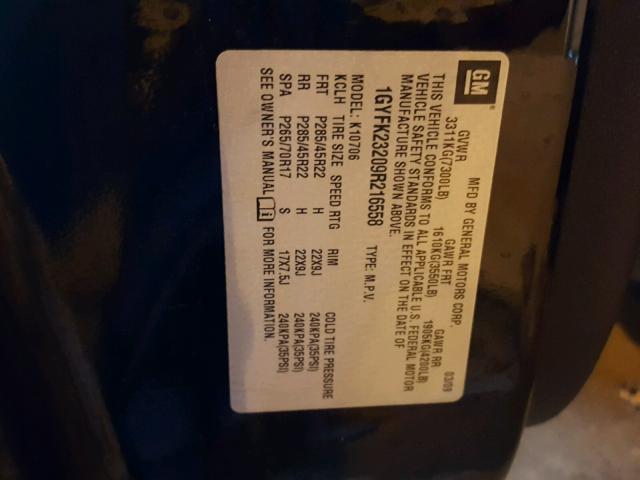 GM
MFD BY GENERAL MOTORS CORP. 03/09
GVWR GAWR FRT GAWR RR
3311KG(7300LB) 1610KG(3550LB) 1905KG(4200LB)
THIS VEHICLE CONFORMS TO ALL APPLICABLE U.S. FEDERAL MOTOR
VEHICLE SAFETY STANDARDS IN EFFECT ON THE DATE OF
MANUFACTURE SHOWN ABOVE.
1GYFK23209R216558 TYPE: M.P.V.
MODEL: K10706
KCLH TIRE SIZE SPEED RTG RIM COLD TIRE PRESSURE
FRT P285/45R22 H 22X9J 240KPA(35PSI)
RR P285/45R22 H 22X9J 240KPA(35PSI)
SPA P265/70R17 S 17X7.5J 240KPA(35PSI)
SEE OWNER'S MANUAL FOR MORE INFORMATION.